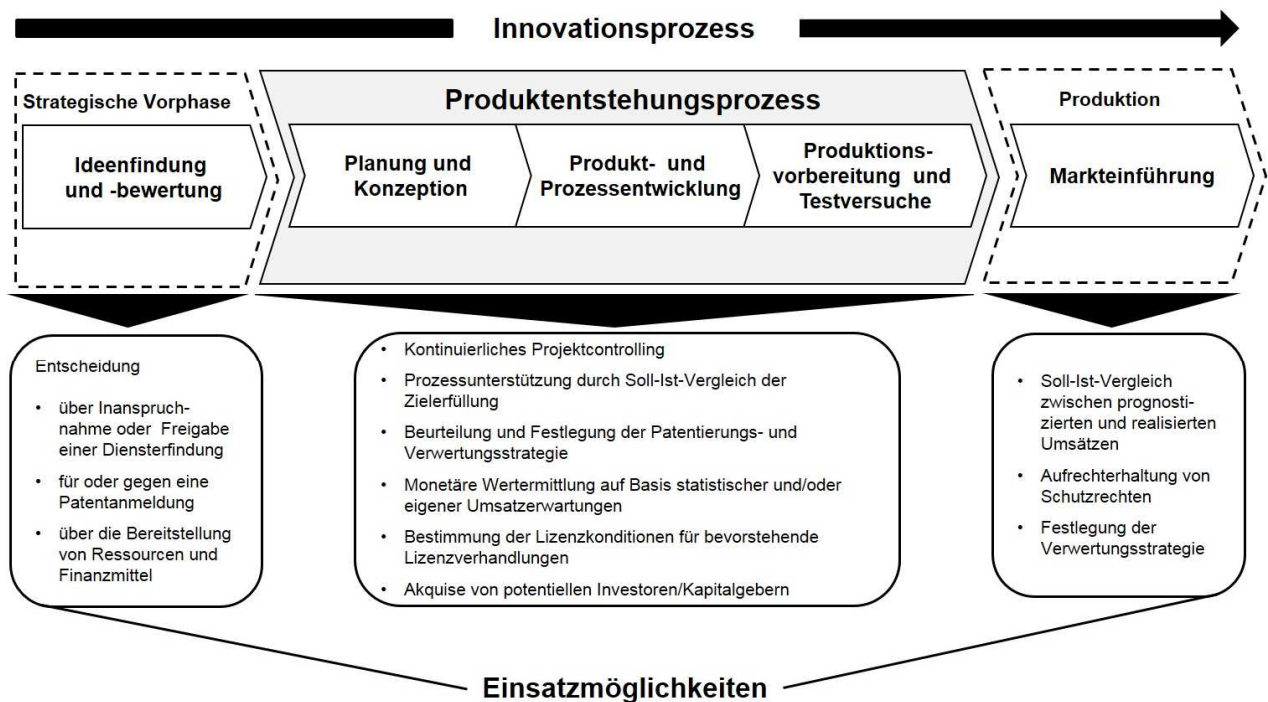 Innovationsprozess
Strategische Vorphase
Ideenfindung
und -bewertung
Produktentstehungsprozess
Planung und
Konzeption
Produkt- und
Prozessentwicklung
Produktions-
vorbereitung und
Testversuche
Produktion
Markteinführung
Entscheidung
• über Inanspruch-
nahme oder Freigabe
einer Diensterfindung
• für oder gegen eine
Patentanmeldung
• über die Bereitstellung
von Ressourcen und
Finanzmittel
• Kontinuierliches Projektcontrolling
• Prozessunterstützung durch Soll-Ist-Vergleich der
Zielerfüllung
• Beurteilung und Festlegung der Patentierungs- und
Verwertungsstrategie
• Monetäre Wertermittlung auf Basis statistischer und/oder
eigener Umsatzerwartungen
• Bestimmung der Lizenzkonditionen für bevorstehende
Lizenzverhandlungen
• Akquise von potentiellen Investoren/Kapitalgebern
• Soll-Ist-Vergleich
zwischen prognosti-
zierten und realisierten
Umsätzen
• Aufrechterhaltung von
Schutzrechten
• Festlegung der
Verwertungsstrategie
Einsatzmöglichkeiten